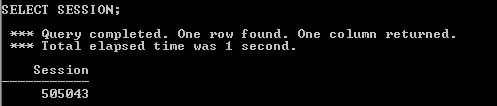 SELECT SESSION;
*** Query completed. One row found. One column returned.
*** Total elapsed time was 1 second.
Session
-----------
505043